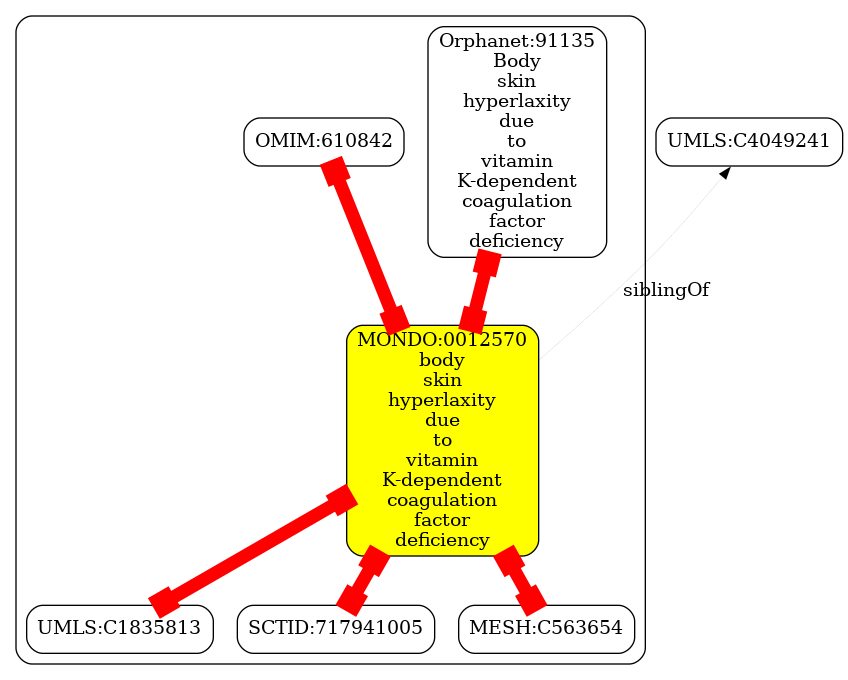 Orphanet:91135
Body
skin
hyperlaxity
due
to
vitamin
K-dependent
coagulation
factor
deficiency
OMIM:610842
UMLS:C4049241
siblingOf
MONDO:0012570
body
skin
hyperlaxity
due
to
vitamin
K-dependent
coagulation
factor
deficiency
UMLS:C1835813
SCTID:717941005
MESH:C563654